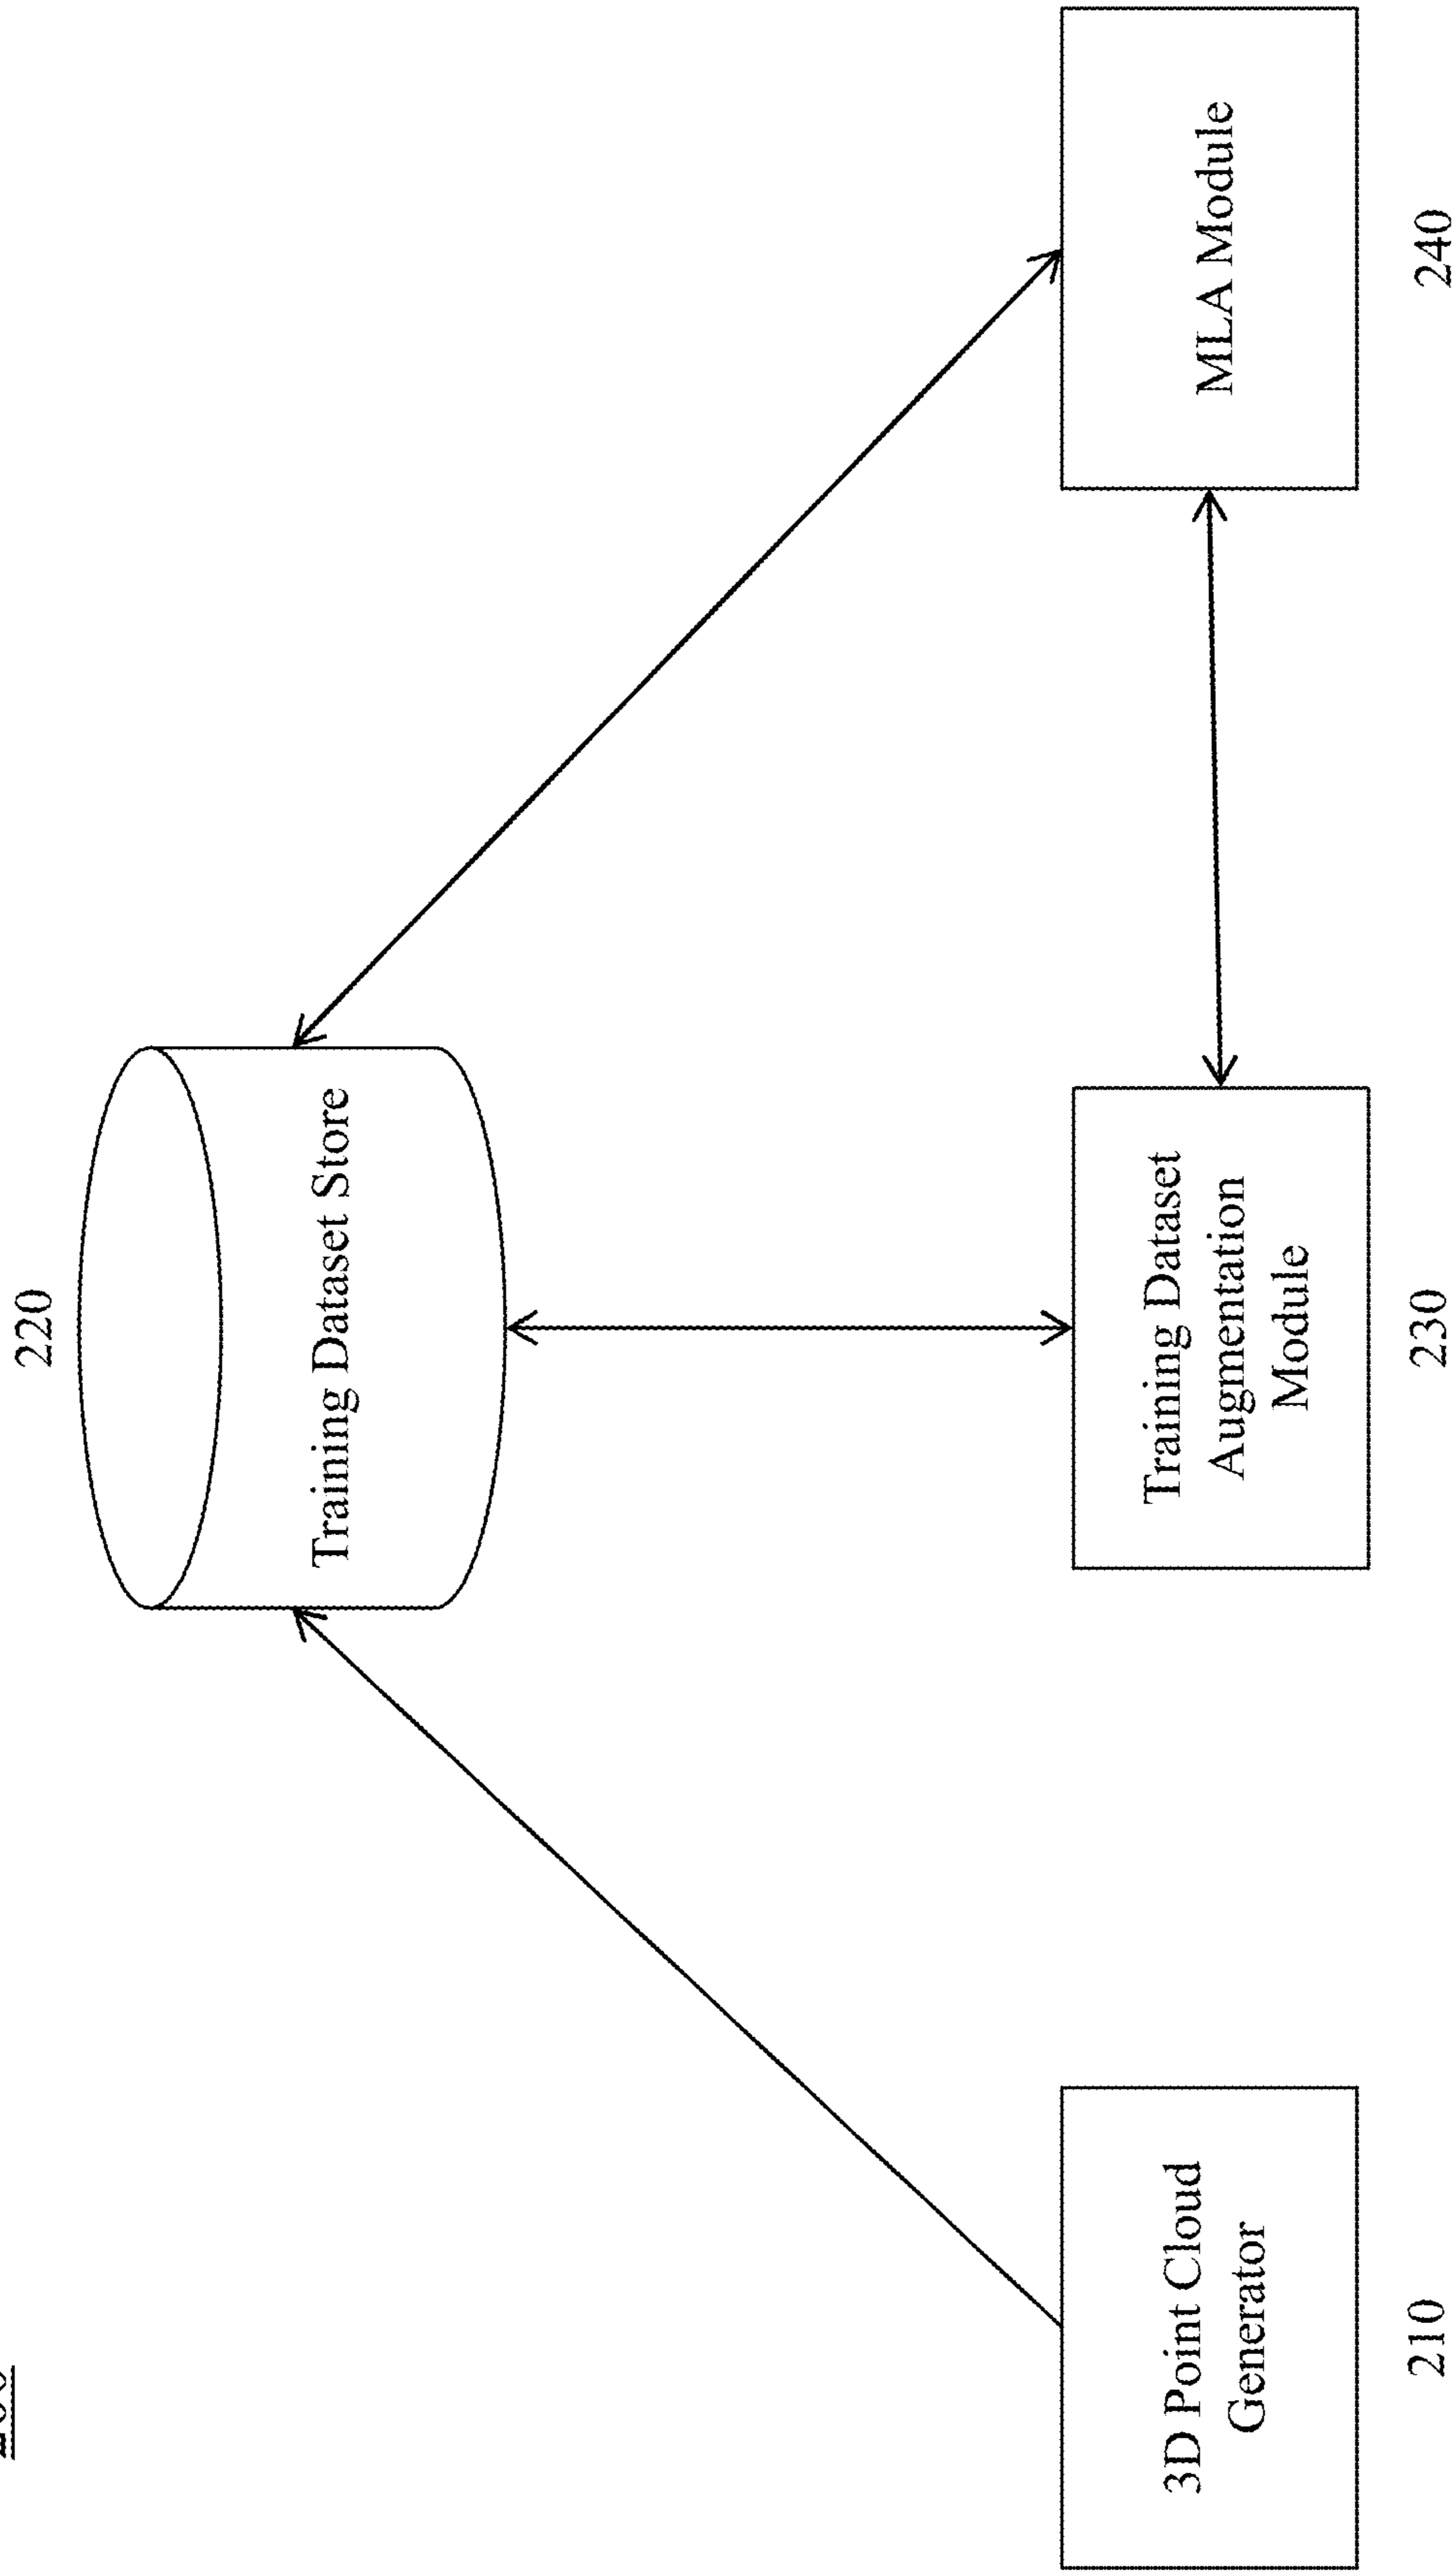 220
Training Dataset Store
3D Point Cloud
Generator
210
Training Dataset
Augmentation
Module
230
MLA Module
240